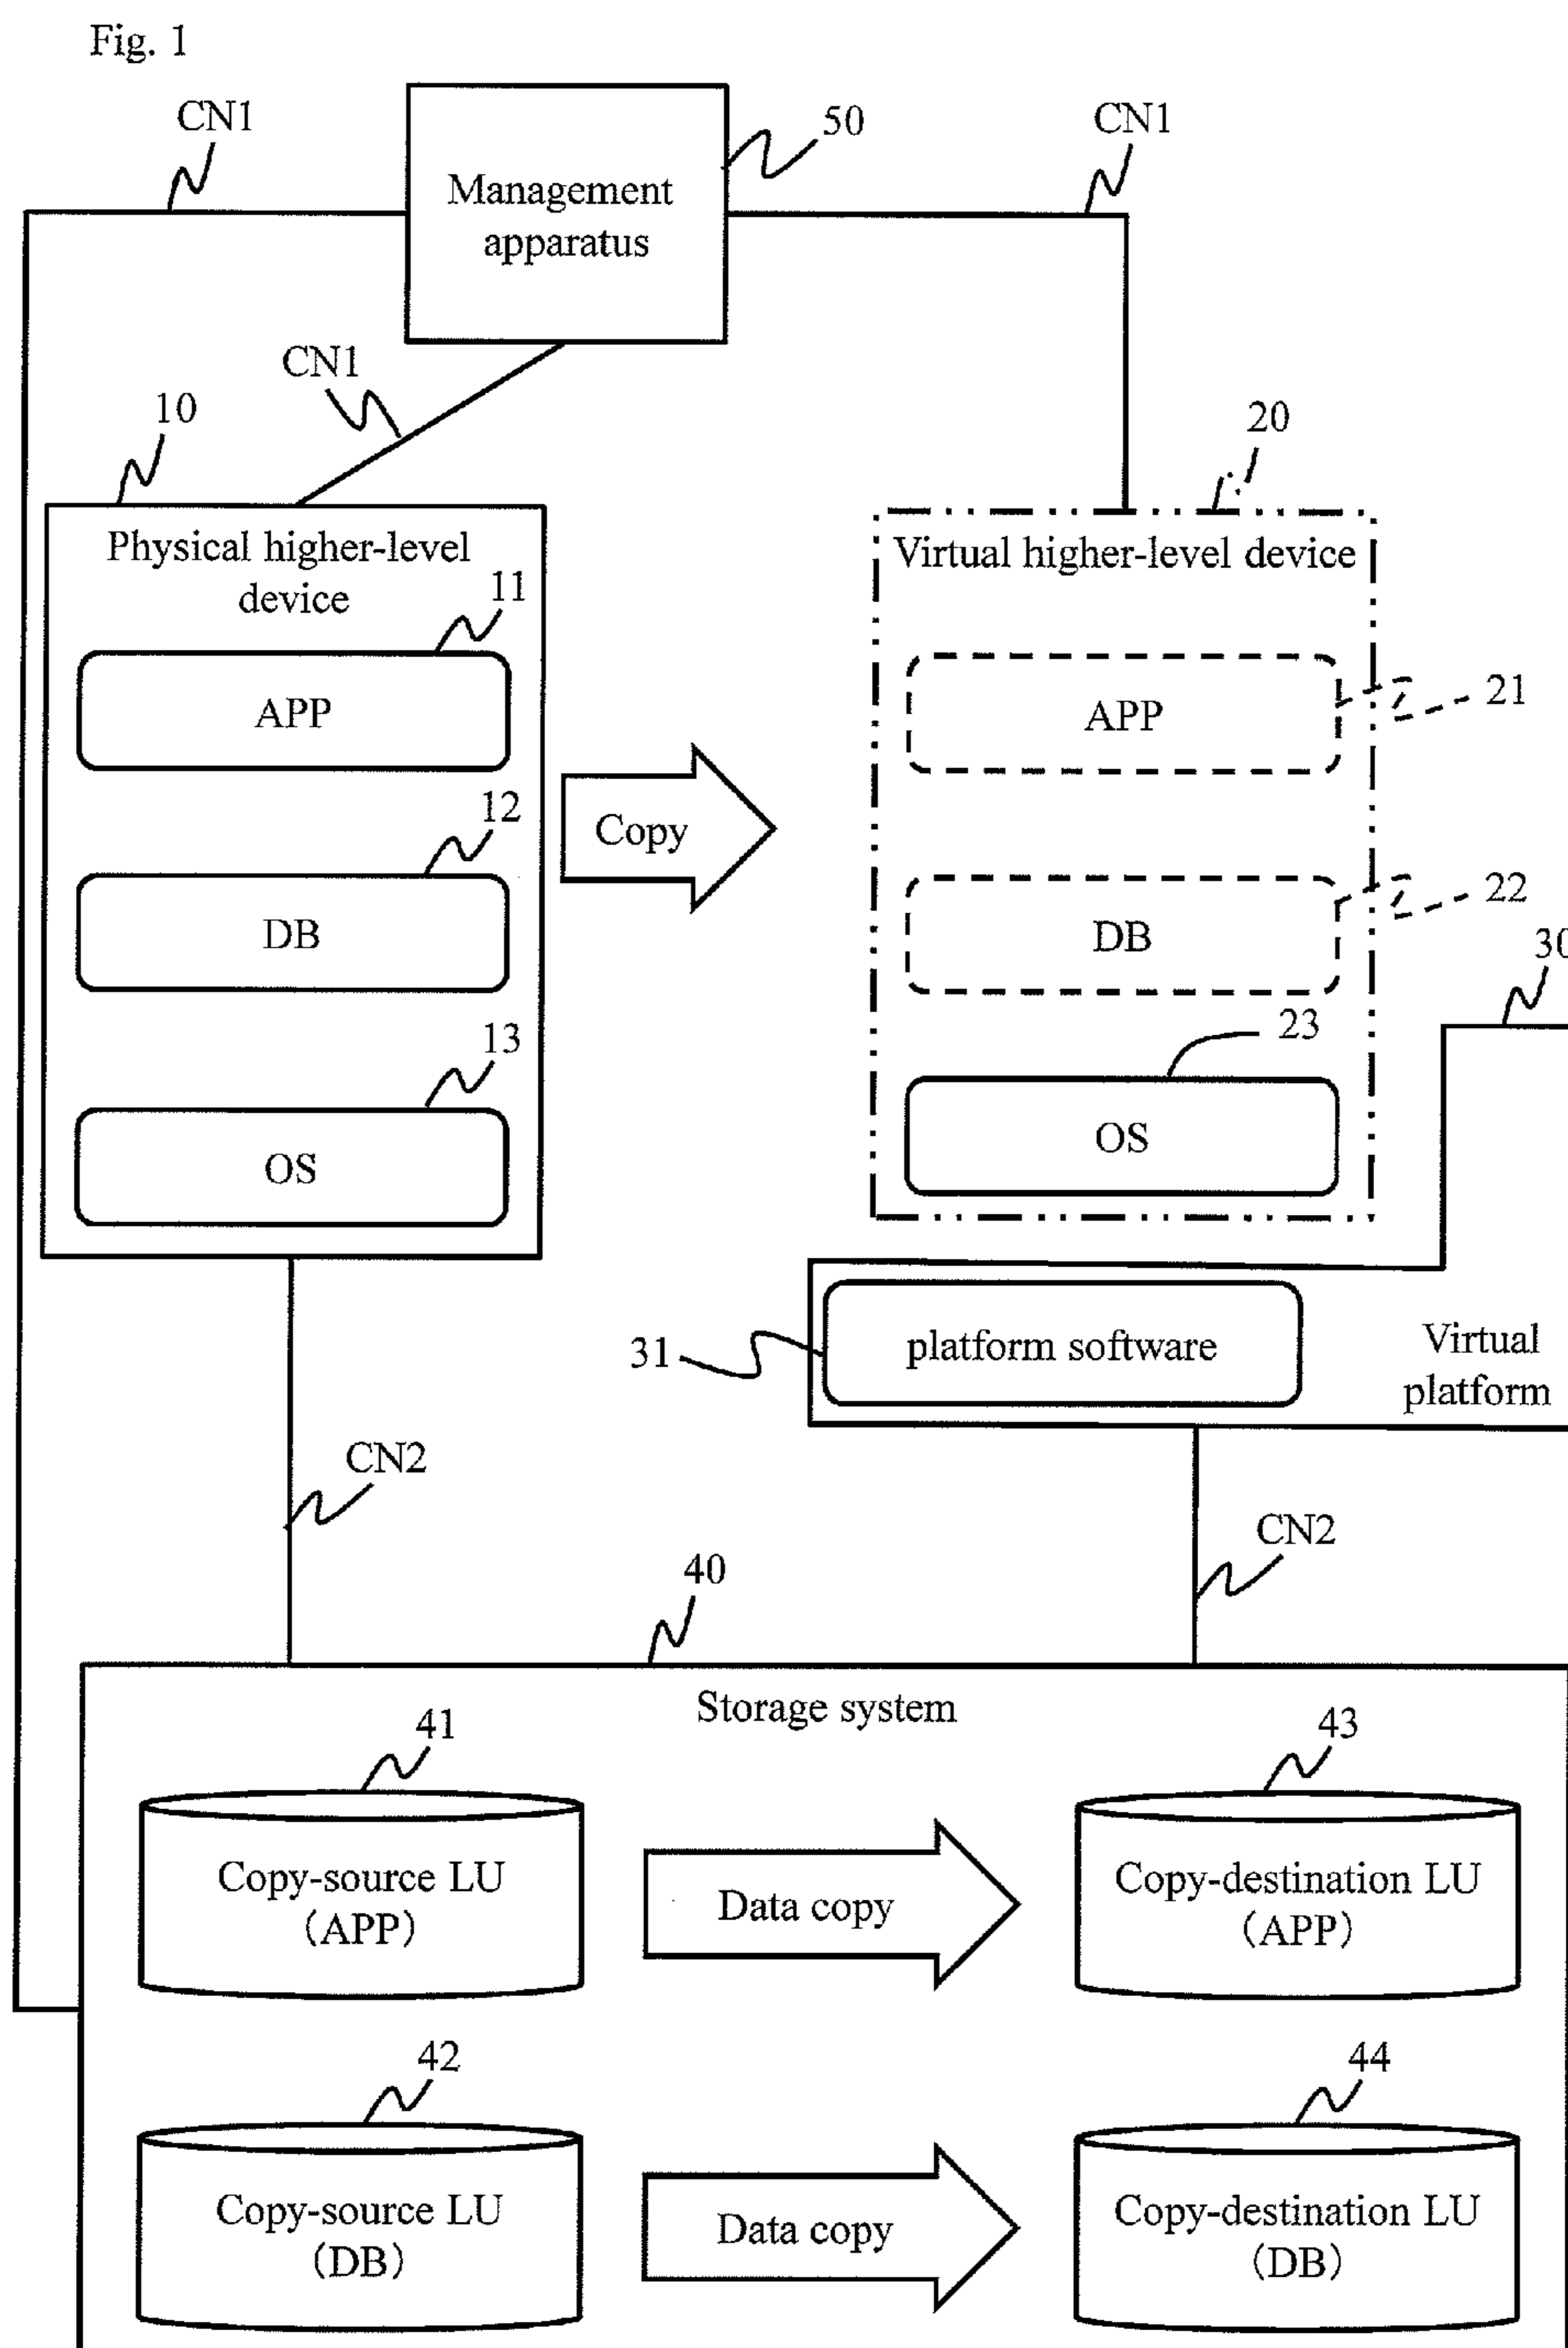 Fig. 1
CN1
50
CN1
Management
apparatus
CN1
10
20
Physical higher-level
device
Virtual higher-level device
11
APP
APP
21
Copy
12
DB
DB
22
30
13
23
OS
OS
31
platform software
Virtual
platform
CN2
CN2
40
Storage system
41
43
Copy-source LU
(APP)
Data copy
Copy-destination LU
(APP)
42
44
Copy-source LU
(DB)
Data copy
Copy-destination LU
(DB)